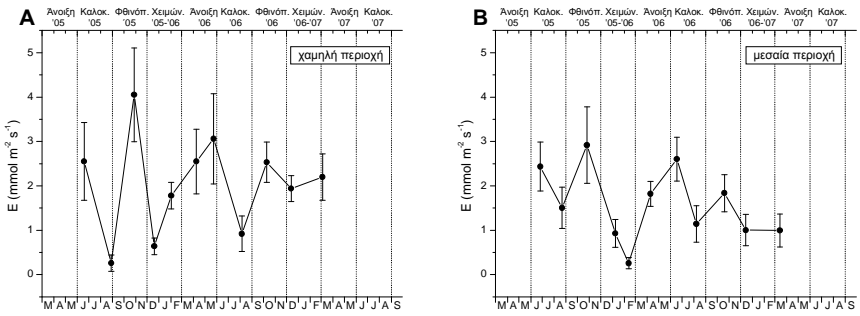 A
Άνοιξη Καλοκ. Φθινόπ. Χειμών. Άνοιξη Καλοκ. Φθινόπ. Χειμών. Άνοιξη Καλοκ.
'05 '05 '05 '05-'06 '06 '06 '06 '06-'07 '07 '07
χαμηλή περιοχή
E (mmol m-2 s-1)
5
4
3
2
1
0
M A M J J A S O N D J F M A M J J A S O N D J F M A M J J A S
B
Άνοιξη Καλοκ. Φθινόπ. Χειμών. Άνοιξη Καλοκ. Φθινόπ. Χειμών. Άνοιξη Καλοκ.
'05 '05 '05 '05-'06 '06 '06 '06 '06-'07 '07 '07
μεσαία περιοχή
E (mmol m-2 s-1)
5
4
3
2
1
0
M A M J J A S O N D J F M A M J J A S O N D J F M A M J J A S